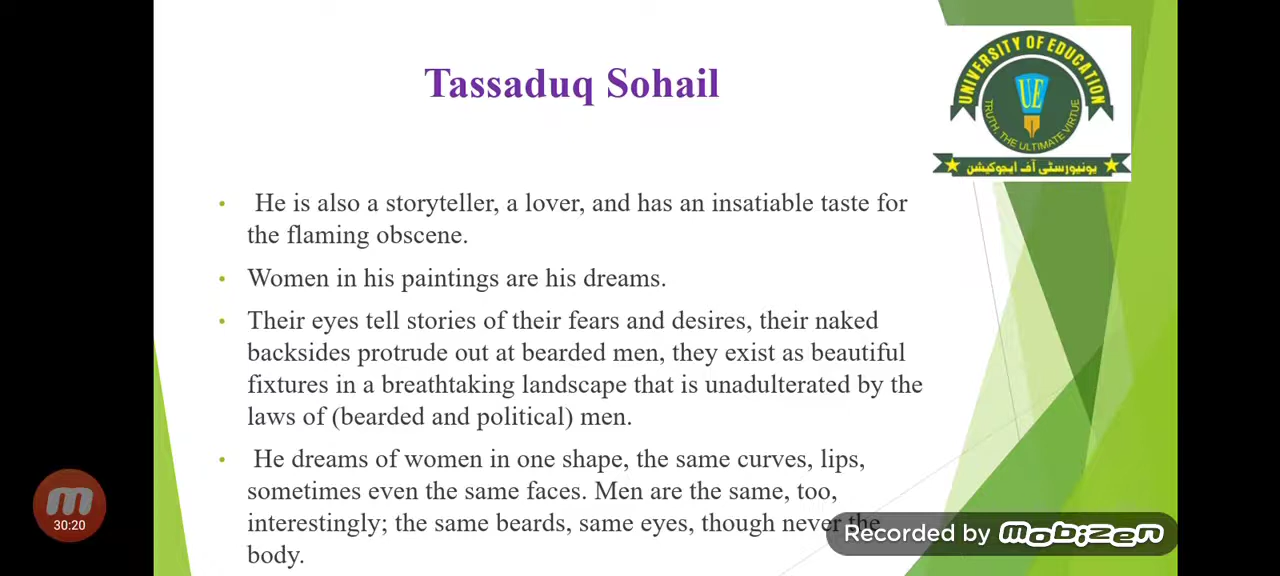 Tassaduq Sohail
UNIVERSITY OF EDUCATION
UE
TRUTH, THE ULTIMATE VIRTUE
یونیورسٹی آف ایجوکیشن
• He is also a storyteller, a lover, and has an insatiable taste for
the flaming obscene.
• Women in his paintings are his dreams.
• Their eyes tell stories of their fears and desires, their naked
backsides protrude out at bearded men, they exist as beautiful
fixtures in a breathtaking landscape that is unadulterated by the
laws of (bearded and political) men.
• He dreams of women in one shape, the same curves, lips,
sometimes even the same faces. Men are the same, too,
interestingly; the same beards, same eyes, though never the
body.
30:20
Recorded by mobizen